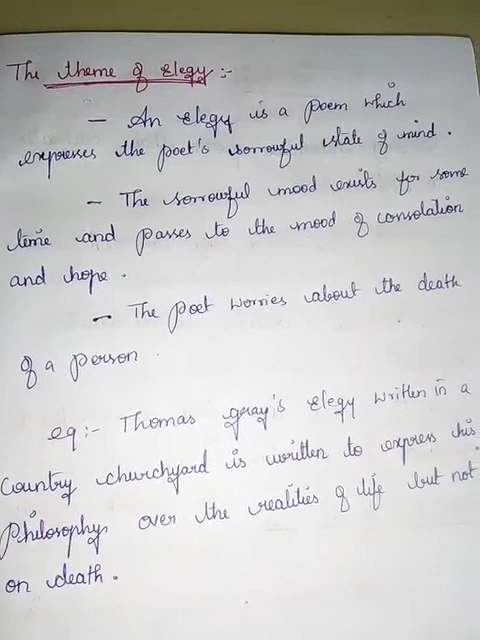 The theme of Elegy :-
– An Elegy is a poem which
expresses the poet's sorrowful state of mind.
– The sorrowful mood exists for some
time and passes to the mood of consolation
and hope.
– The poet worries about the death
of a person.
eg:- Thomas gray's Elegy written in a
Country churchyard is written to express his
Philosophy over the realities of life but not
on death.